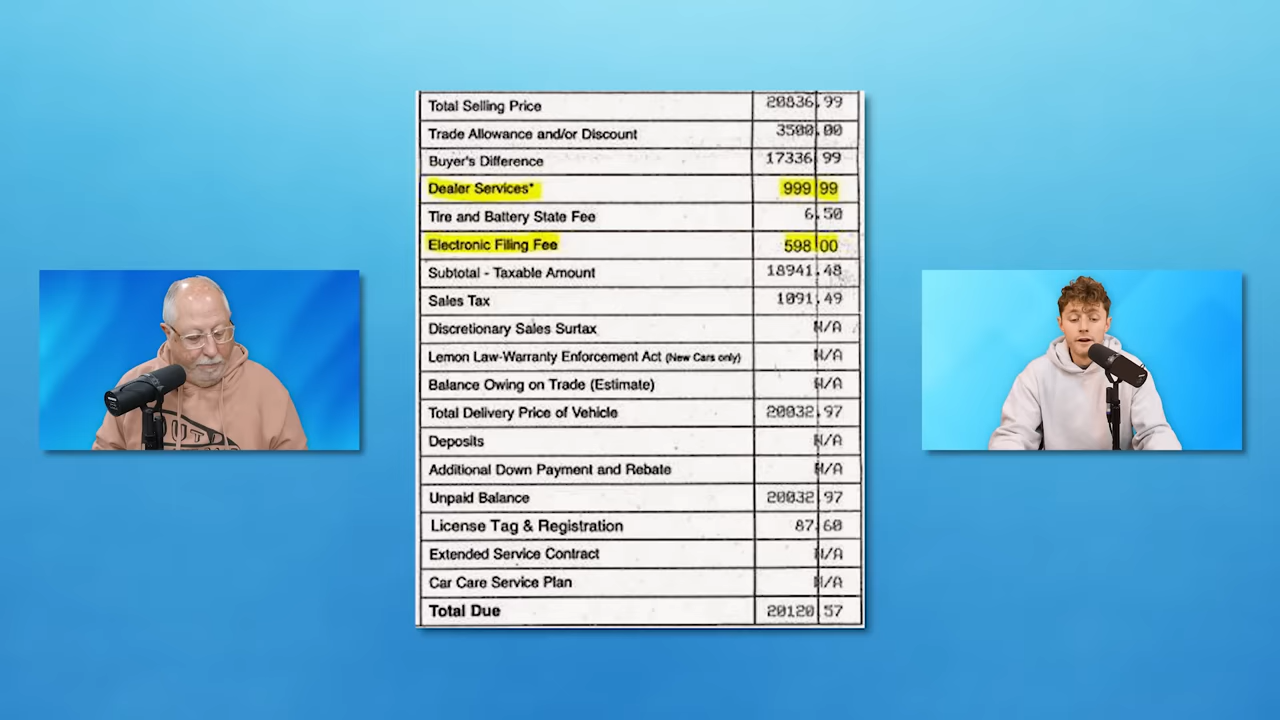 Total Selling Price 20836.99
Trade Allowance and/or Discount 3500.00
Buyer's Difference 17336.99
Dealer Services* 999 99
Tire and Battery State Fee 6.50
Electronic Filing Fee 598 00
Subtotal - Taxable Amount 18941.48
Sales Tax 1091.49
Discretionary Sales Surtax N/A
Lemon Law-Warranty Enforcement Act (New Cars only) N/A
Balance Owing on Trade (Estimate) N/A
Total Delivery Price of Vehicle 20032.97
Deposits N/A
Additional Down Payment and Rebate N/A
Unpaid Balance 20032.97
License Tag & Registration 87.60
Extended Service Contract N/A
Car Care Service Plan N/A
Total Due 20120.57